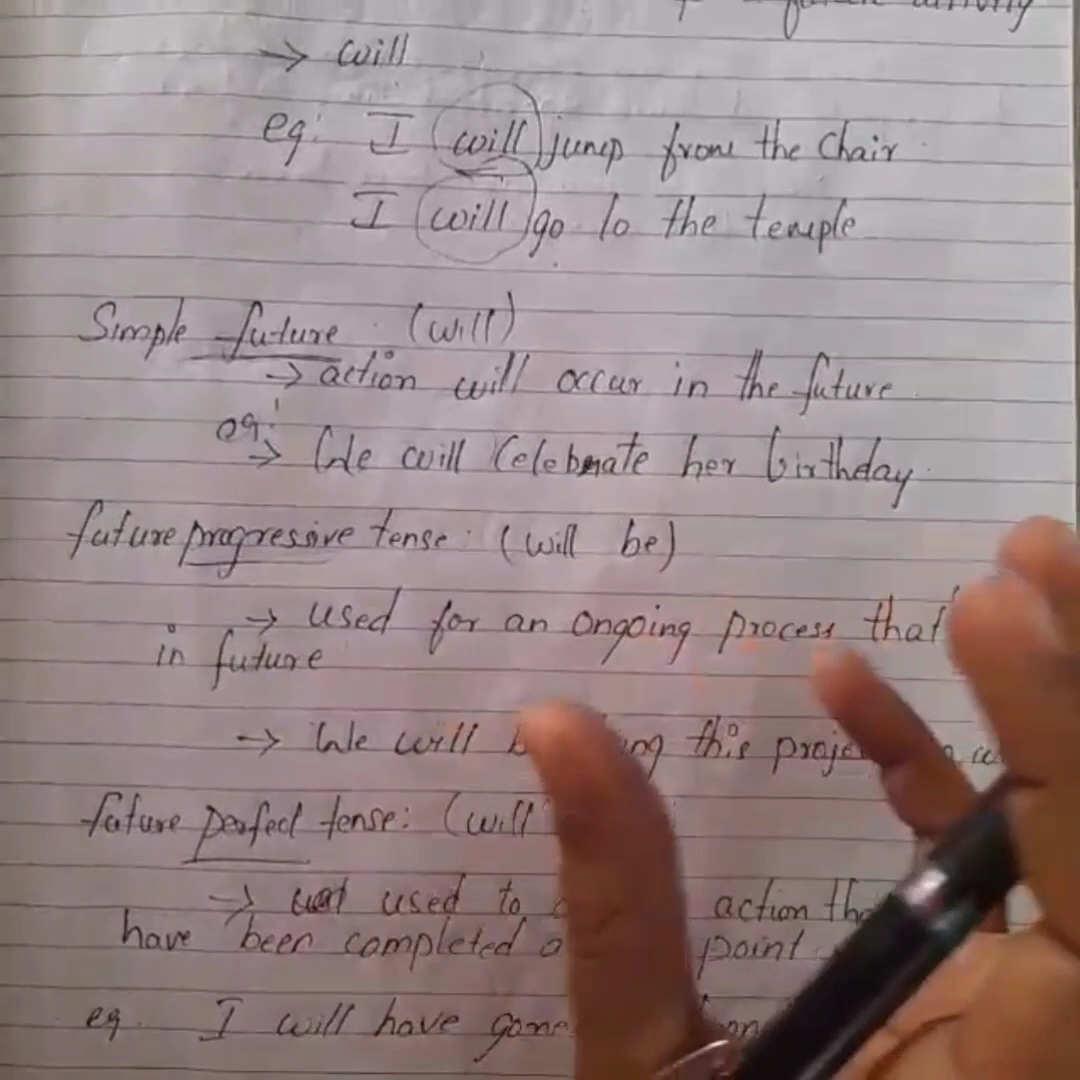 → will
eg: I will jump from the Chair
I will go to the temple
Simple future (will)
→ action will occur in the future
eg:
→ We will Celebrate her birthday.
future progressive tense: (will be)
→ used for an ongoing process that
in future
→ We will this
future perfect tense: (will
→ used to action
have been completed point
eg. I will have gone